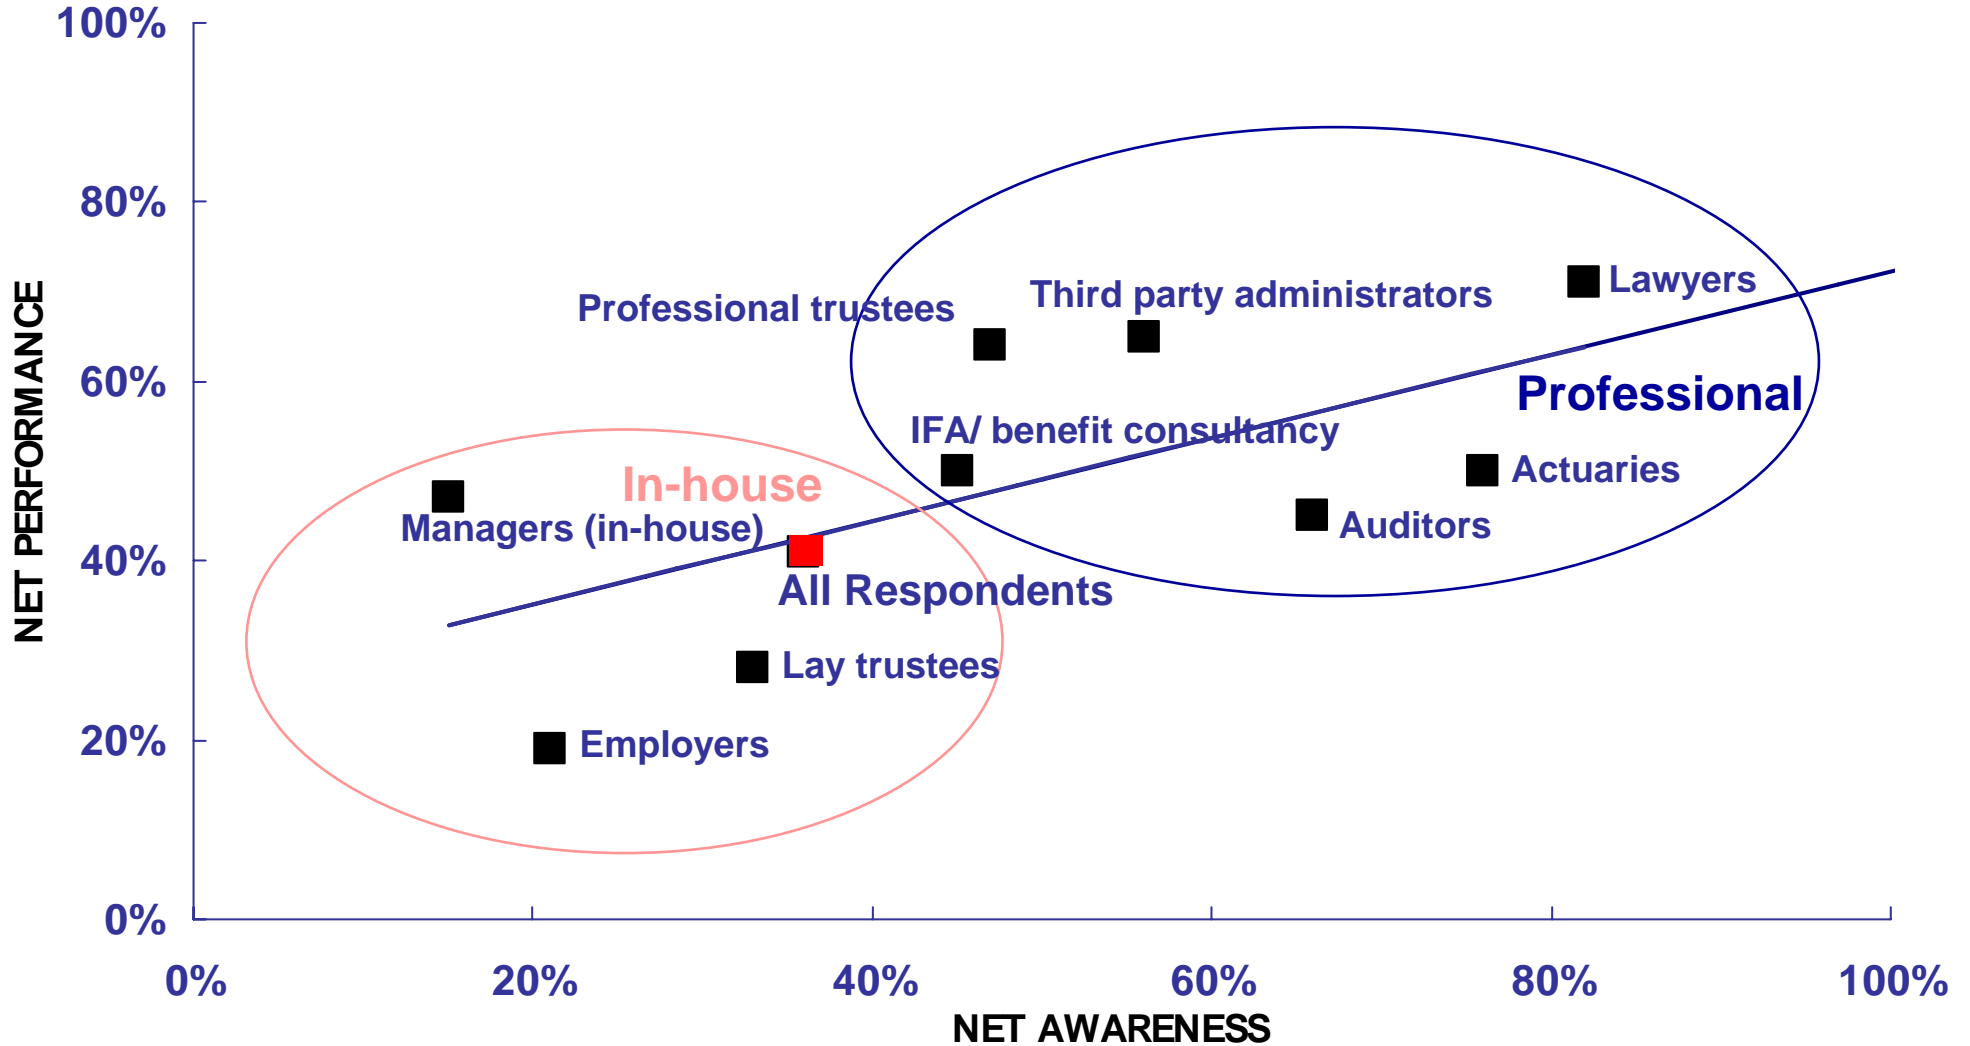 100%
80%
60%
40%
20%
0%
NET PERFORMANCE
Professional trustees
Third party administrators
Lawyers
Professional
IFA/ benefit consultancy
Actuaries
Auditors
In-house
Managers (in-house)
All Respondents
Lay trustees
Employers
0%
20%
40%
60%
80%
100%
NET AWARENESS